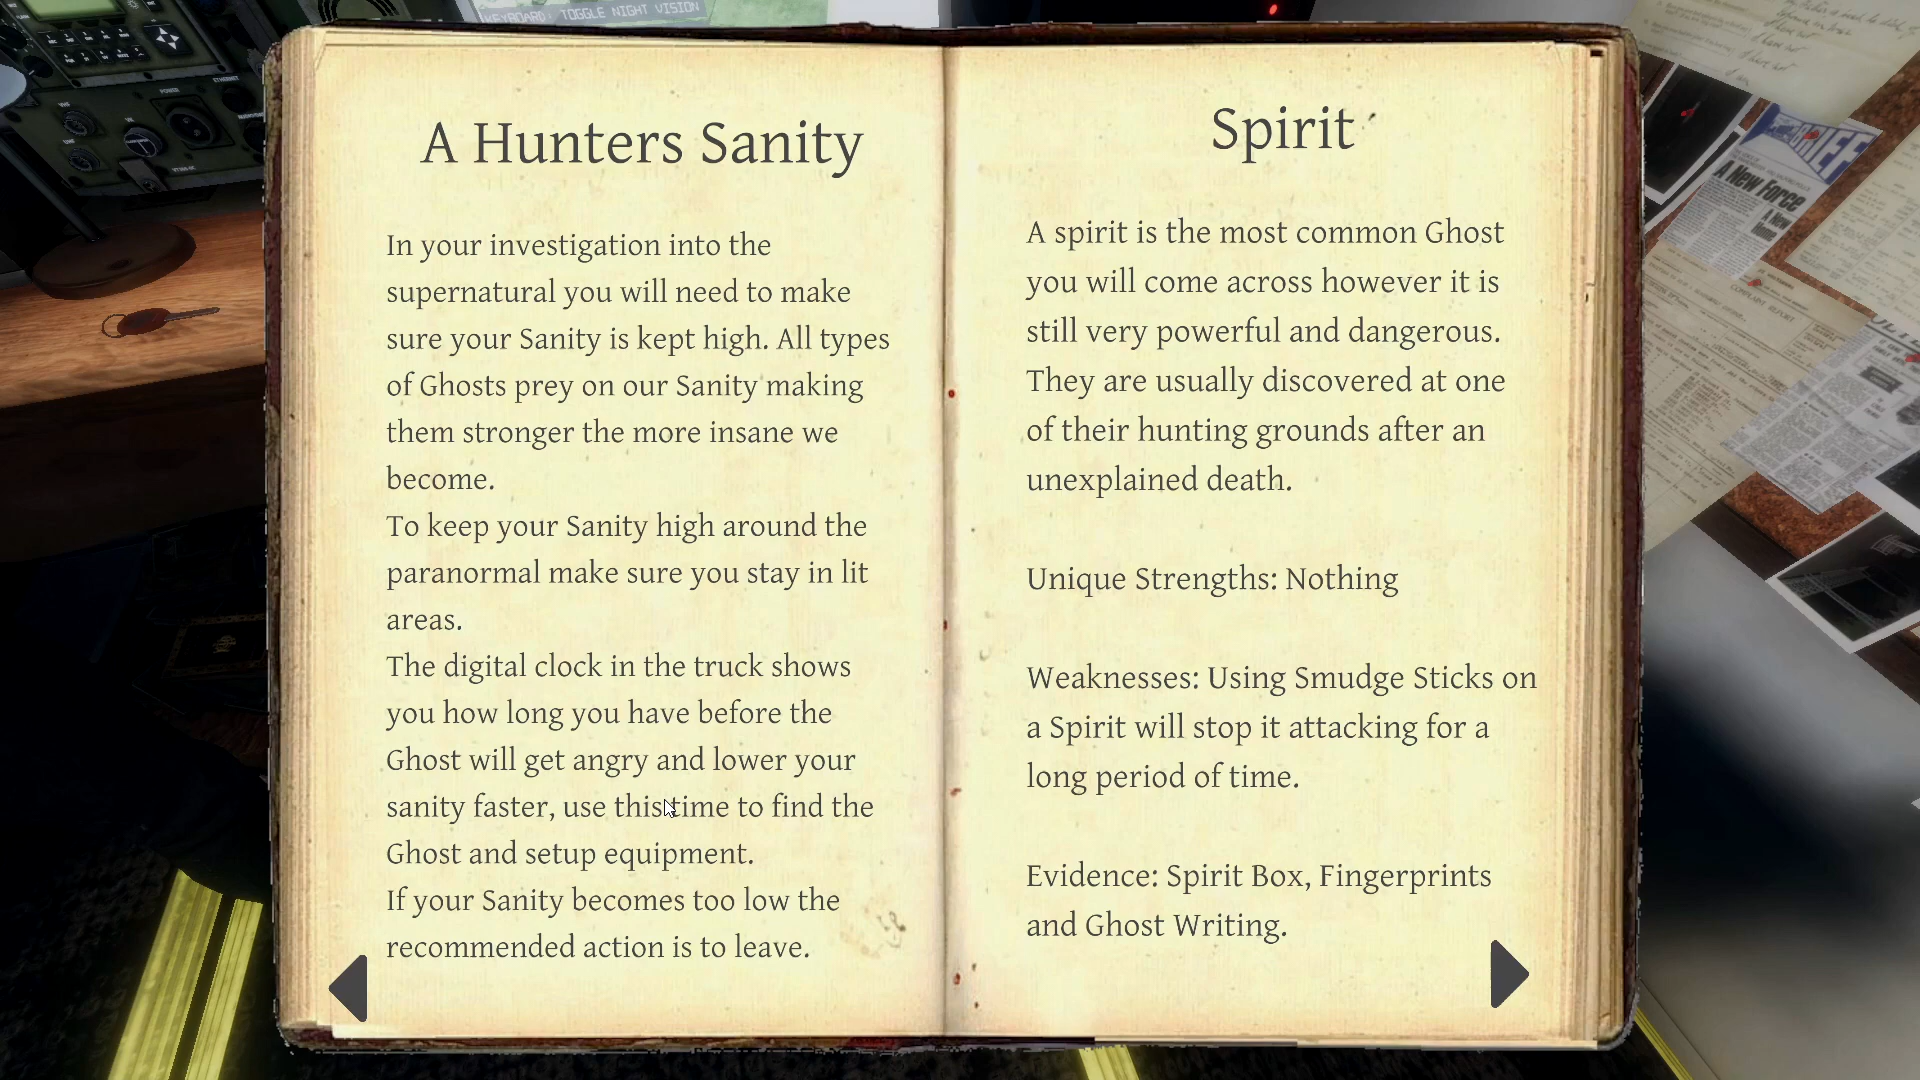 KEYBOARD: TOGGLE NIGHT VISION
A Hunters Sanity
In your investigation into the
supernatural you will need to make
sure your Sanity is kept high. All types
of Ghosts prey on our Sanity making
them stronger the more insane we
become.
To keep your Sanity high around the
paranormal make sure you stay in lit
areas.
The digital clock in the truck shows
you how long you have before the
Ghost will get angry and lower your
sanity faster, use this time to find the
Ghost and setup equipment.
If your Sanity becomes too low the
recommended action is to leave.
Spirit
A spirit is the most common Ghost
you will come across however it is
still very powerful and dangerous.
They are usually discovered at one
of their hunting grounds after an
unexplained death.
Unique Strengths: Nothing
Weaknesses: Using Smudge Sticks on
a Spirit will stop it attacking for a
long period of time.
Evidence: Spirit Box, Fingerprints
and Ghost Writing.
A New Force
COMPLAINT REPORT
POWER
ETHERNET